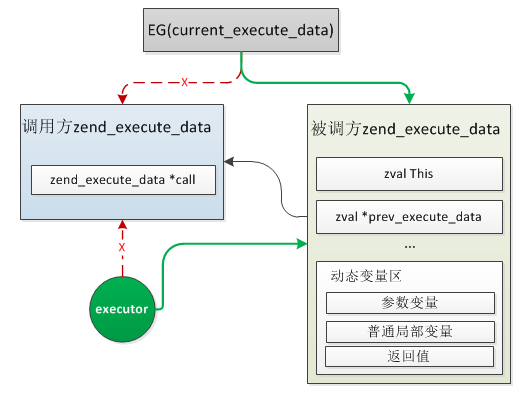 EG(current_execute_data)
X
调用方zend_execute_data
zend_execute_data *call
X
executor
被调方zend_execute_data
zval This
zval *prev_execute_data
...
动态变量区
参数变量
普通局部变量
返回值